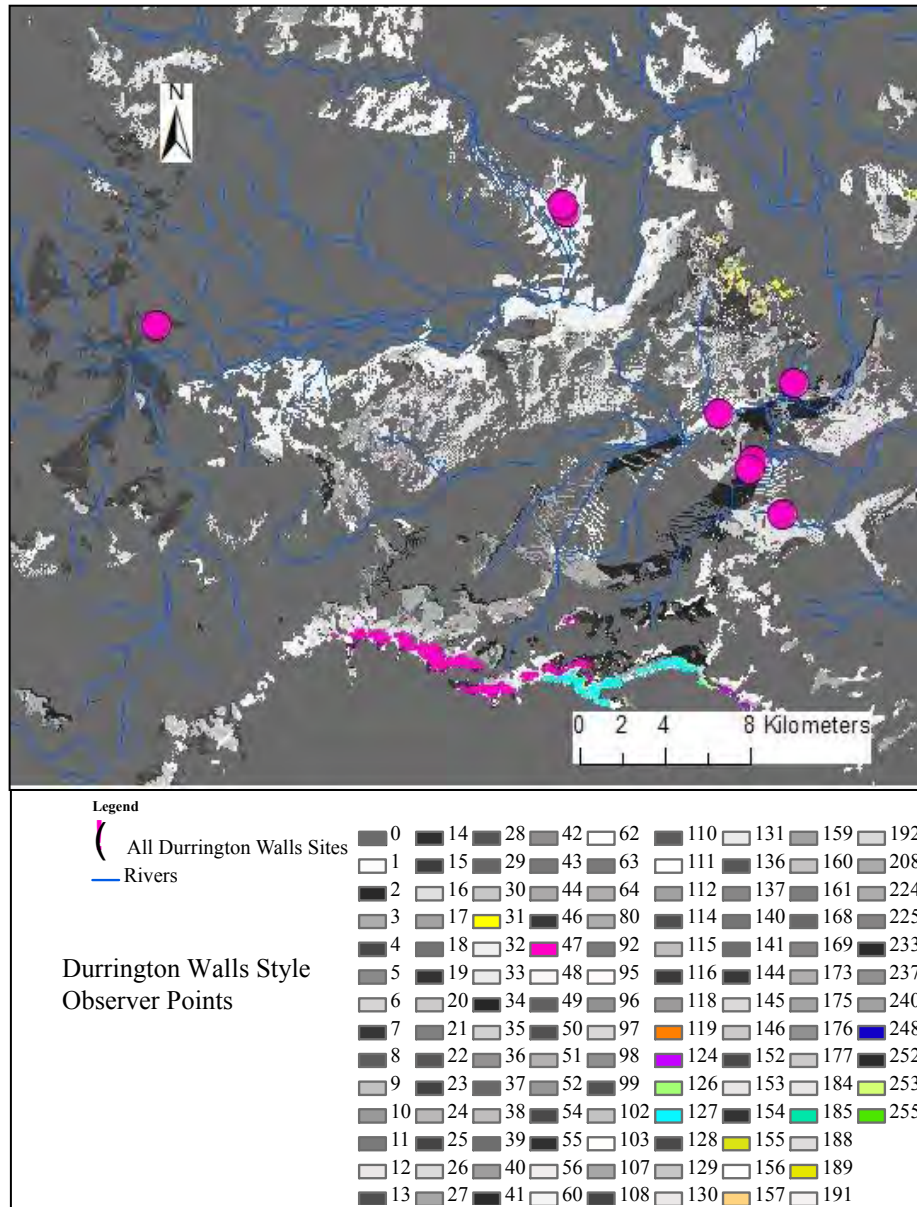 N
0 2 4 8 Kilometers
Legend
All Durrington Walls Sites
Rivers
Durrington Walls Style
Observer Points
0 14 28 42 62 110 131 159 192
1 15 29 43 63 111 136 160 208
2 16 30 44 64 112 137 161 224
3 17 31 46 80 114 140 168 225
4 18 32 47 92 115 141 169 233
5 19 33 48 95 116 144 173 237
6 20 34 49 96 118 145 175 240
7 21 35 50 97 119 146 176 248
8 22 36 51 98 124 152 177 252
9 23 37 52 99 126 153 184 253
10 24 38 54 102 127 154 185 255
11 25 39 55 103 128 155 188
12 26 40 56 107 129 156 189
13 27 41 60 108 130 157 191